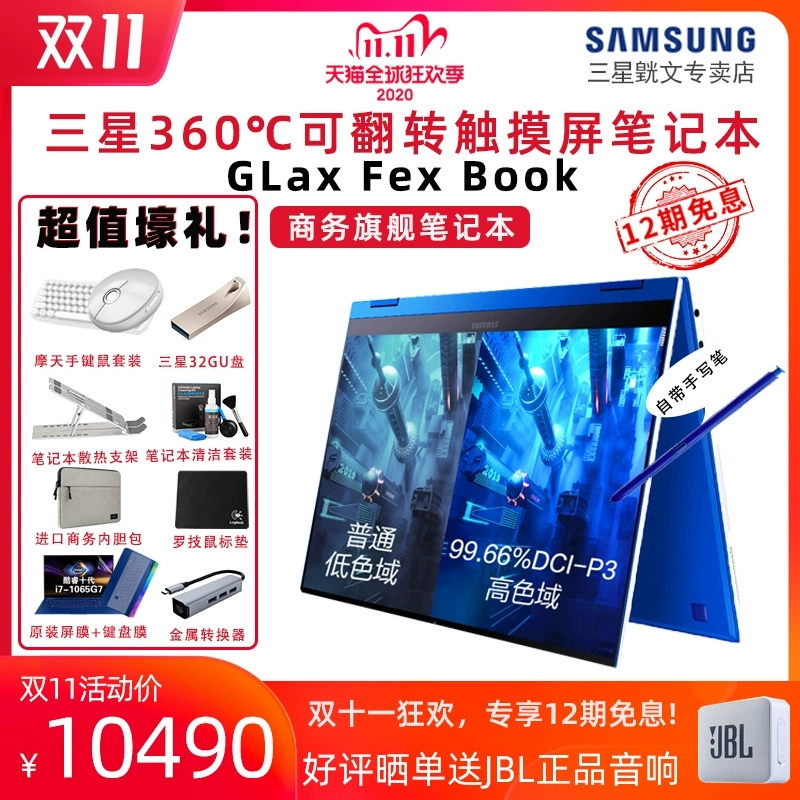 双11
11.11
天猫全球狂欢季
2020
SAMSUNG
三星毲文专卖店
三星360℃可翻转触摸屏笔记本
GLax Fex Book
超值壕礼！
商务旗舰笔记本
12期免息
摩天手键鼠套装
SAMSUNG
三星32GU盘
笔记本散热支架
笔记本清洁套装
进口商务内胆包
Logitech
罗技鼠标垫
酷睿十代
i7-1065G7
原装屏膜+键盘膜
金属转换器
SAMSUNG
自带手写笔
2019
2019
普通
低色域
99.66%DCI-P3
高色域
双11活动价
￥10490
双十一狂欢，专享12期免息!
好评晒单送JBL正品音响
JBL